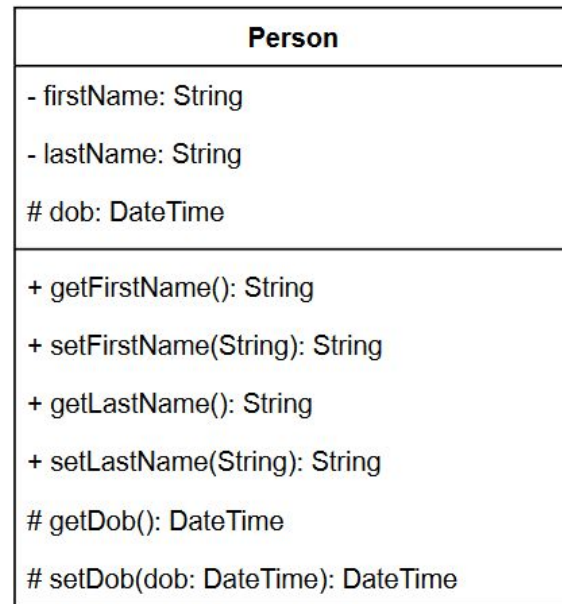 Person
- firstName: String
- lastName: String
# dob: DateTime
+ getFirstName(): String
+ setFirstName(String): String
+ getLastName(): String
+ setLastName(String): String
# getDob(): DateTime
# setDob(dob: DateTime): DateTime